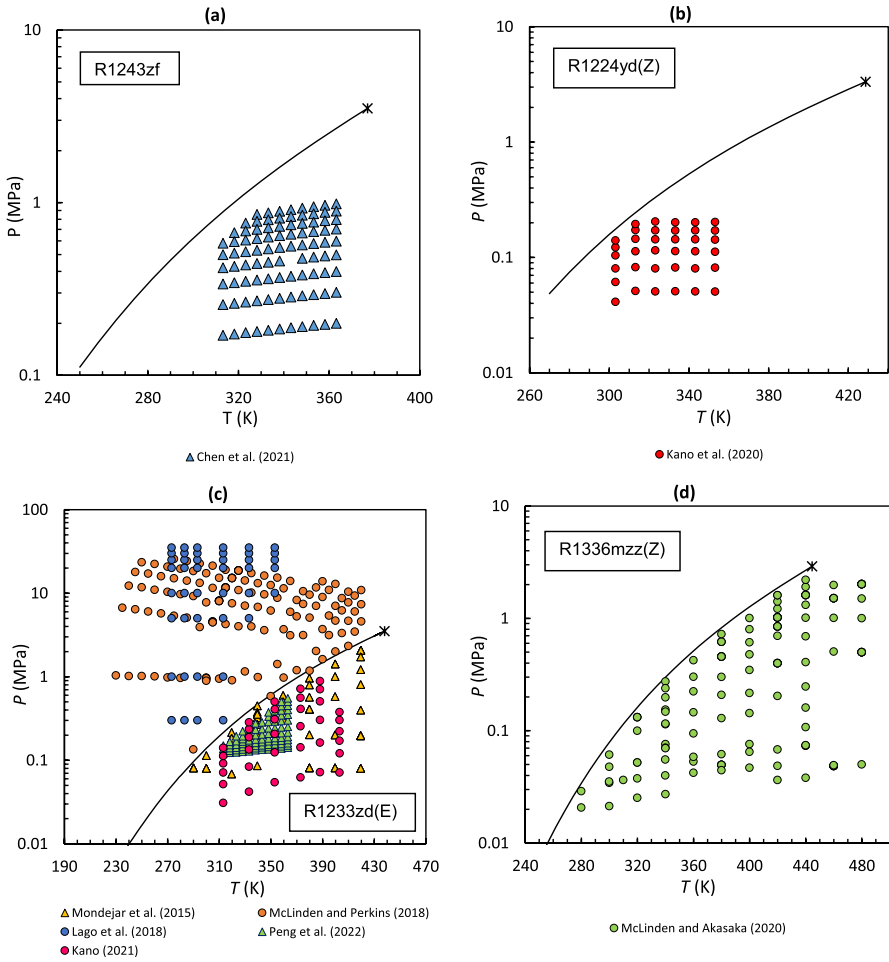 (a)
10
1
0.1
P (MPa)
R1243zf
240 280 320 360 400
T (K)
Chen et al. (2021)
(b)
10
1
0.1
0.01
P (MPa)
R1224yd(Z)
260 300 340 380 420
T (K)
Kano et al. (2020)
(c)
100
10
1
0.1
0.01
P (MPa)
R1233zd(E)
190 230 270 310 350 390 430 470
T (K)
Mondejar et al. (2015) McLinden and Perkins (2018)
Lago et al. (2018) Peng et al. (2022)
Kano (2021)
(d)
10
1
0.1
0.01
P (MPa)
R1336mzz(Z)
240 280 320 360 400 440 480
T (K)
McLinden and Akasaka (2020)